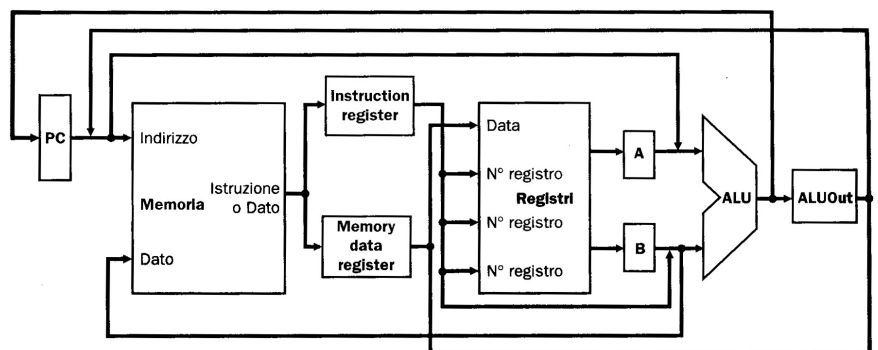 PC
Indirizzo
Memoria
Istruzione
o Dato
Dato
Instruction
register
Memory
data
register
Data
N° registro
Registri
N° registro
N° registro
A
B
ALU
ALUOut